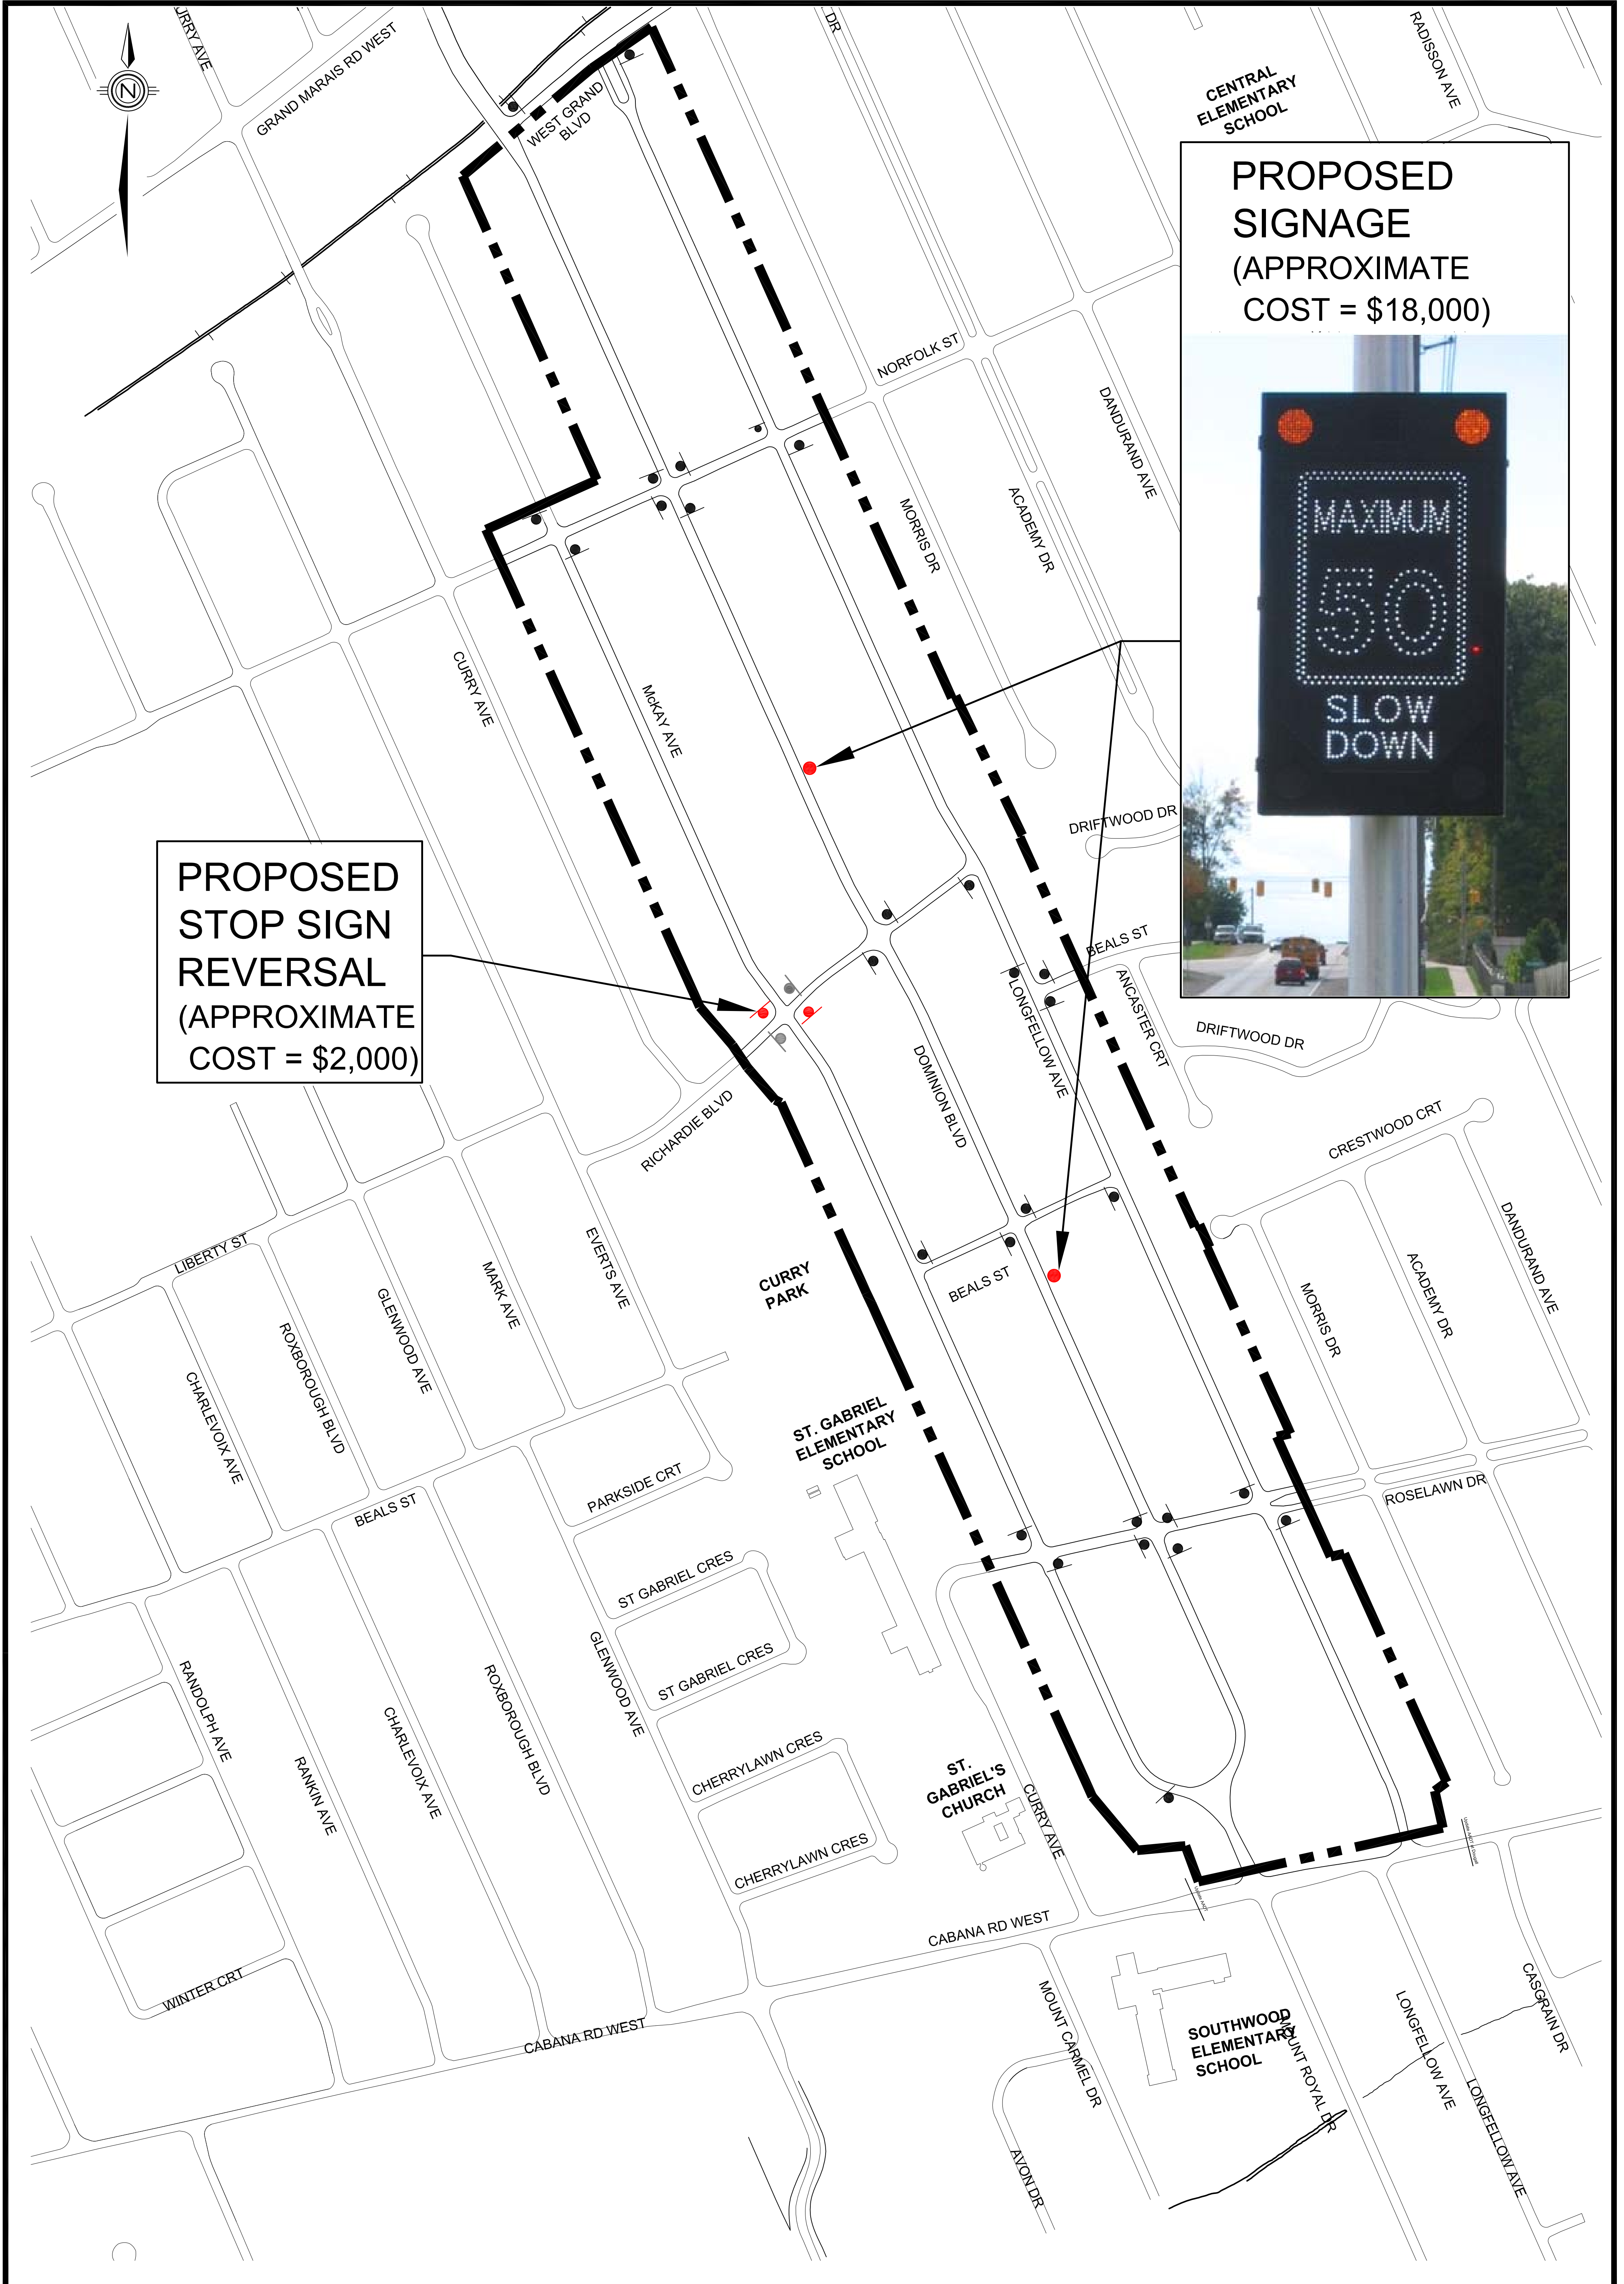 URRY AVE
GRAND MARAIS RD WEST
N
WEST GRAND
BLVD
DR
RADISSON AVE
CENTRAL
ELEMENTARY
SCHOOL
PROPOSED
SIGNAGE
(APPROXIMATE
COST = $18,000)
MAXIMUM
50
SLOW
DOWN
NORFOLK ST
DANDURAND AVE
MORRIS DR
ACADEMY DR
CURRY AVE
McKAY AVE
DRIFTWOOD DR
PROPOSED
STOP SIGN
REVERSAL
(APPROXIMATE
COST = $2,000)
BEALS ST
ANCASTER CRT
LONGFELLOW AVE
DRIFTWOOD DR
DOMINION BLVD
RICHARDIE BLVD
CRESTWOOD CRT
LIBERTY ST
EVERTS AVE
MARK AVE
GLENWOOD AVE
ROXBOROUGH BLVD
CHARLEVOIX AVE
CURRY
PARK
BEALS ST
DANDURAND AVE
ACADEMY DR
MORRIS DR
ST. GABRIEL
ELEMENTARY
SCHOOL
PARKSIDE CRT
BEALS ST
ROSELAWN DR
ST GABRIEL CRES
ST GABRIEL CRES
GLENWOOD AVE
RANDOLPH AVE
ROXBOROUGH BLVD
CHARLEVOIX AVE
RANKIN AVE
CHERRYLAWN CRES
CHERRYLAWN CRES
ST.
GABRIEL'S
CHURCH
CURRY AVE
CABANA RD WEST
WINTER CRT
CABANA RD WEST
MOUNT CARMEL DR
SOUTHWOOD
ELEMENTARY
SCHOOL
MOUNT ROYAL DR
LONGFELLOW AVE
CASGRAIN DR
LONGFELLOW AVE
AVON DR